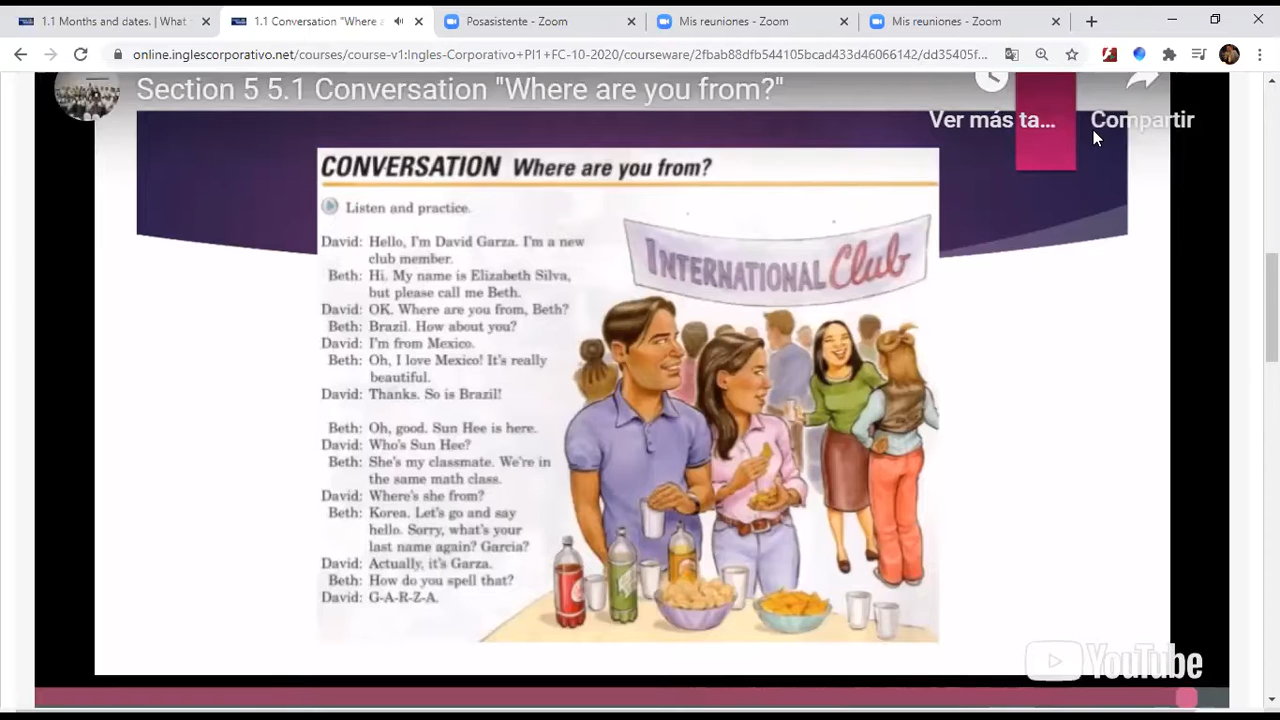 1.1 Months and dates. | What
1.1 Conversation "Where a
Posasistente - Zoom
Mis reuniones - Zoom
Mis reuniones - Zoom
online.inglescorporativo.net/courses/course-v1:Ingles-Corporativo+PI1+FC-10-2020/courseware/2fbab88dfb544105bcad433d46066142/dd35405f...
Section 5 5.1 Conversation "Where are you from?"
Ver más ta...
Compartir
CONVERSATION Where are you from?
Listen and practice.
David: Hello, I'm David Garza. I'm a new
club member.
Beth: Hi. My name is Elizabeth Silva,
but please call me Beth.
David: OK. Where are you from, Beth?
Beth: Brazil. How about you?
David: I'm from Mexico.
Beth: Oh, I love Mexico! It's really
beautiful.
David: Thanks. So is Brazil!
Beth: Oh, good. Sun Hee is here.
David: Who's Sun Hee?
Beth: She's my classmate. We're in
the same math class.
David: Where's she from?
Beth: Korea. Let's go and say
hello. Sorry, what's your
last name again? Garcia?
David: Actually, it's Garza.
Beth: How do you spell that?
David: G-A-R-Z-A.
INTERNATIONAL Club
YouTube